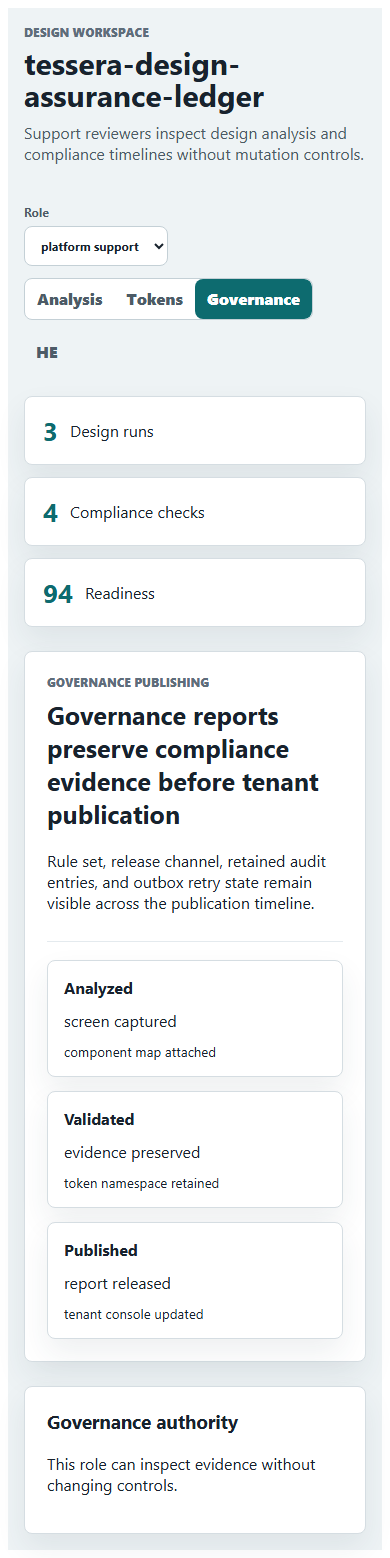 DESIGN WORKSPACE
tessera-design-
assurance-ledger
Support reviewers inspect design analysis and
compliance timelines without mutation controls.
Role
platform support
Analysis Tokens Governance
HE
3 Design runs
4 Compliance checks
94 Readiness
GOVERNANCE PUBLISHING
Governance reports
preserve compliance
evidence before tenant
publication
Rule set, release channel, retained audit
entries, and outbox retry state remain
visible across the publication timeline.
Analyzed
screen captured
component map attached
Validated
evidence preserved
token namespace retained
Published
report released
tenant console updated
Governance authority
This role can inspect evidence without
changing controls.